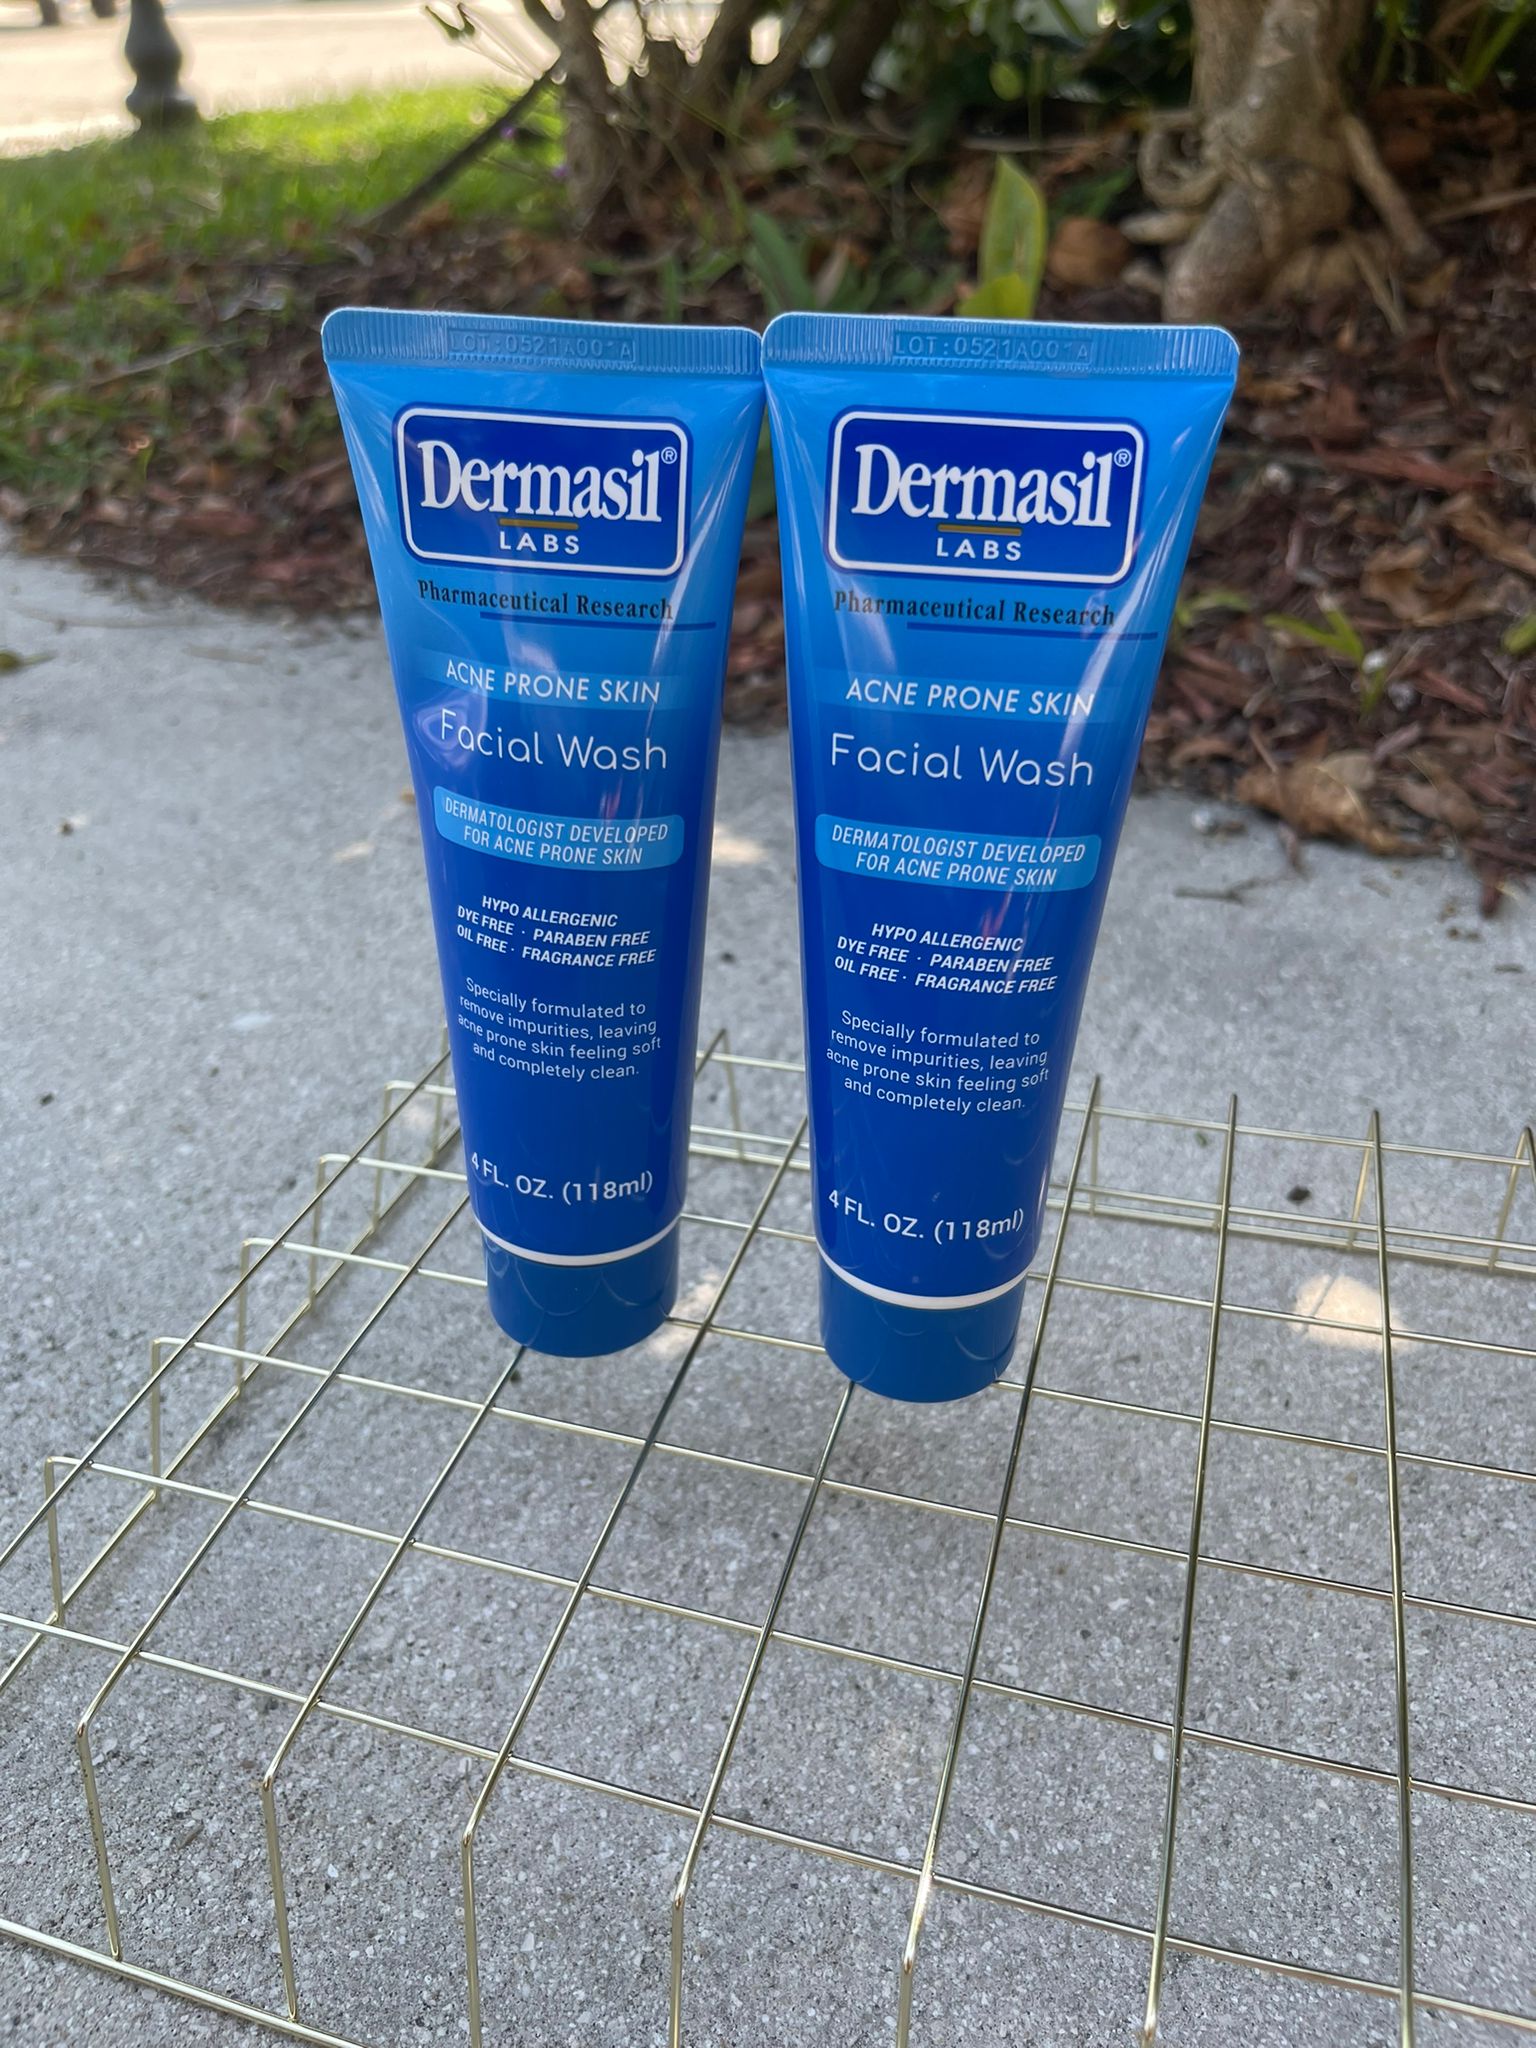 LOT:0521A001A
Dermasil®
LABS
Pharmaceutical Research
ACNE PRONE SKIN
Facial Wash
DERMATOLOGIST DEVELOPED
FOR ACNE PRONE SKIN
HYPO ALLERGENIC
DYE FREE · PARABEN FREE
OIL FREE · FRAGRANCE FREE
Specially formulated to
remove impurities, leaving
acne prone skin feeling soft
and completely clean.
4 FL. OZ. (118ml)
LOT:0521A001A
Dermasil®
LABS
Pharmaceutical Research
ACNE PRONE SKIN
Facial Wash
DERMATOLOGIST DEVELOPED
FOR ACNE PRONE SKIN
HYPO ALLERGENIC
DYE FREE · PARABEN FREE
OIL FREE · FRAGRANCE FREE
Specially formulated to
remove impurities, leaving
acne prone skin feeling soft
and completely clean.
4 FL. OZ. (118ml)